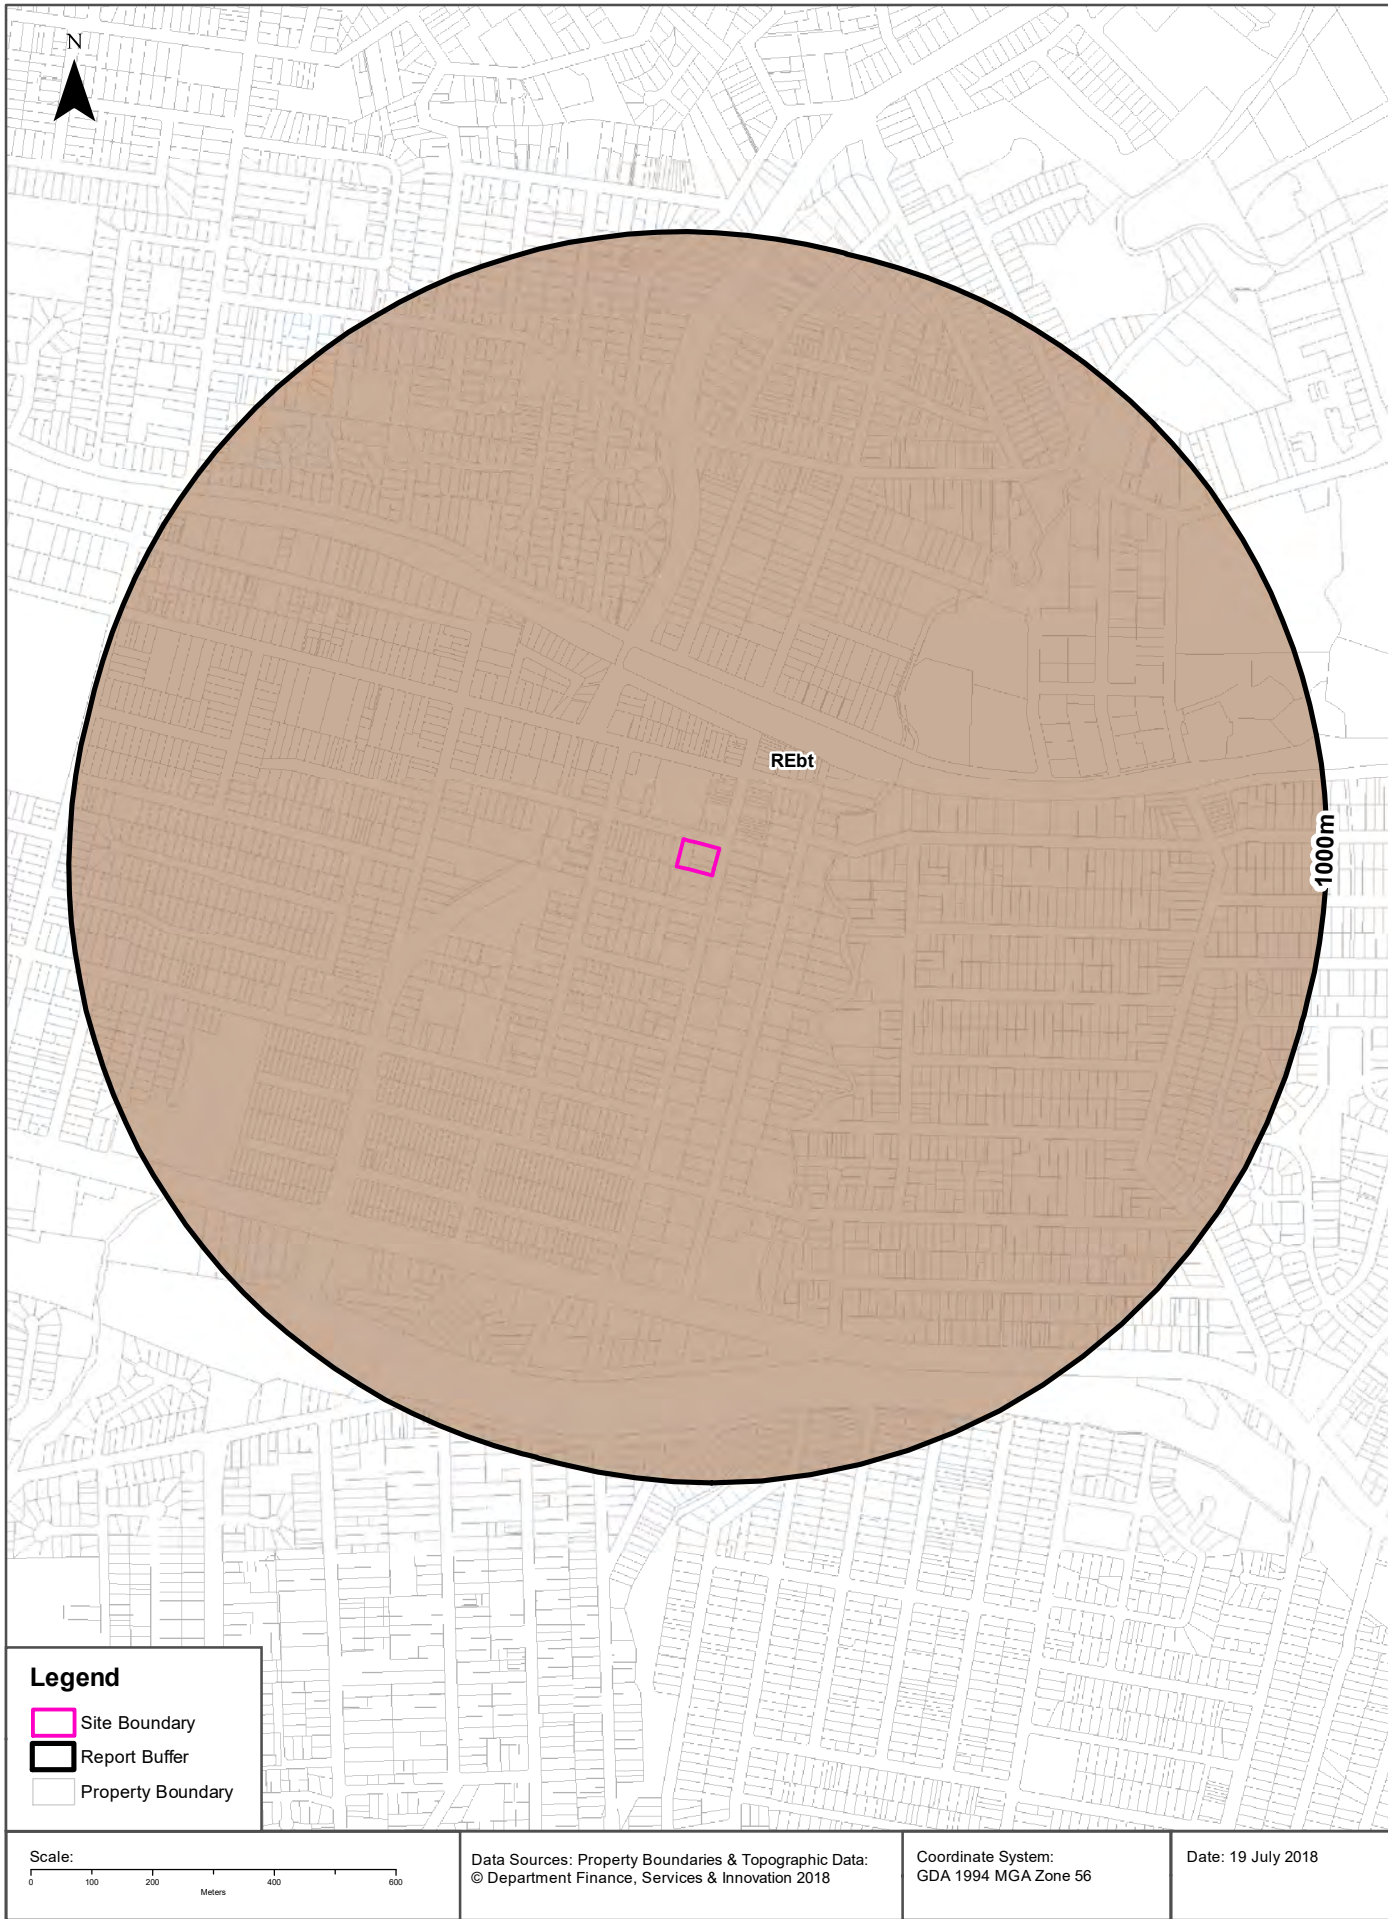 N
REbt
1000m
Legend
Site Boundary
Report Buffer
Property Boundary
Scale:
0 100 200 400 600
Meters
Data Sources: Property Boundaries & Topographic Data:
© Department Finance, Services & Innovation 2018
Coordinate System:
GDA 1994 MGA Zone 56
Date: 19 July 2018